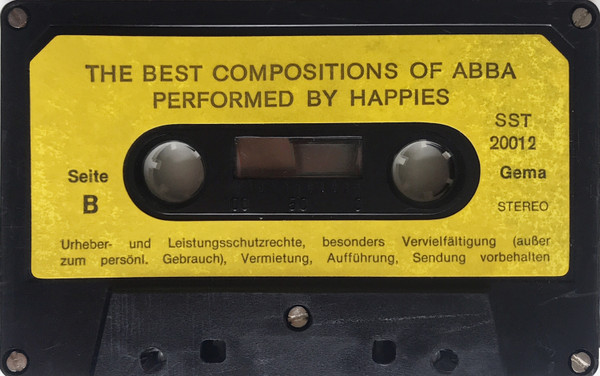 THE BEST COMPOSITIONS OF ABBA
PERFORMED BY HAPPIES
SST
20012
Seite
B
Gema
STEREO
Urheber- und Leistungsschutzrechte, besonders Vervielfältigung (außer
zum persönl. Gebrauch), Vermietung, Aufführung, Sendung vorbehalten